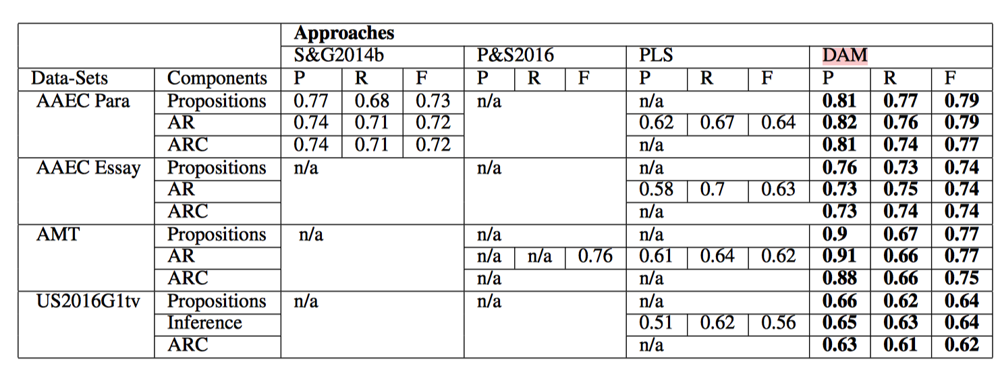 Approaches
S&G2014b P&S2016 PLS DAM
Data-Sets Components P R F P R F P R F P R F
AAEC Para Propositions 0.77 0.68 0.73 n/a n/a 0.81 0.77 0.79
AR 0.74 0.71 0.72 0.62 0.67 0.64 0.82 0.76 0.79
ARC 0.74 0.71 0.72 n/a 0.81 0.74 0.77
AAEC Essay Propositions n/a n/a n/a 0.76 0.73 0.74
AR 0.58 0.7 0.63 0.73 0.75 0.74
ARC n/a 0.73 0.74 0.74
AMT Propositions n/a n/a n/a 0.9 0.67 0.77
AR n/a n/a 0.76 0.61 0.64 0.62 0.91 0.66 0.77
ARC n/a n/a 0.88 0.66 0.75
US2016G1tv Propositions n/a n/a n/a 0.66 0.62 0.64
Inference 0.51 0.62 0.56 0.65 0.63 0.64
ARC n/a 0.63 0.61 0.62